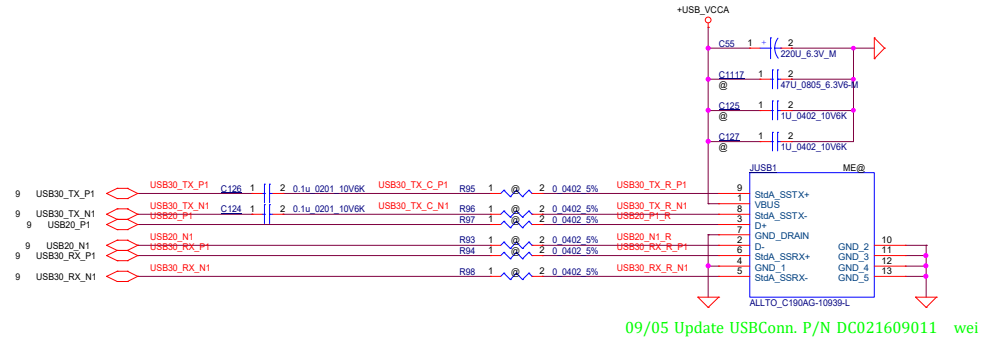 +USB_VCCA
C55 1 + 2
220U_6.3V_M
C1117 1 2
@ 47U_0805_6.3V6-M
C125 1 2
@ 1U_0402_10V6K
C127 1 2
@ 1U_0402_10V6K
JUSB1 ME@
9 USB30_TX_P1 USB30_TX_P1 C126 1 2 0.1u_0201_10V6K USB30_TX_C_P1 R95 1 @ 2 0_0402_5% USB30_TX_R_P1 9 StdA_SSTX+
1 VBUS
9 USB30_TX_N1 USB30_TX_N1 C124 1 2 0.1u_0201_10V6K USB30_TX_C_N1 R96 1 @ 2 0_0402_5% USB30_TX_R_N1 8 StdA_SSTX-
9 USB20_P1 USB20_P1 R97 1 @ 2 0_0402_5% USB20_P1_R 3 D+
7 GND_DRAIN
9 USB20_N1 USB20_N1 R93 1 @ 2 0_0402_5% USB20_N1_R 2 D- GND_2 10
9 USB30_RX_P1 USB30_RX_P1 R94 1 @ 2 0_0402_5% USB30_RX_R_P1 6 StdA_SSRX+ GND_3 11
4 GND_1 GND_4 12
9 USB30_RX_N1 USB30_RX_N1 R98 1 @ 2 0_0402_5% USB30_RX_R_N1 5 StdA_SSRX- GND_5 13
ALLTO_C190AG-10939-L
09/05 Update USBConn. P/N DC021609011 wei